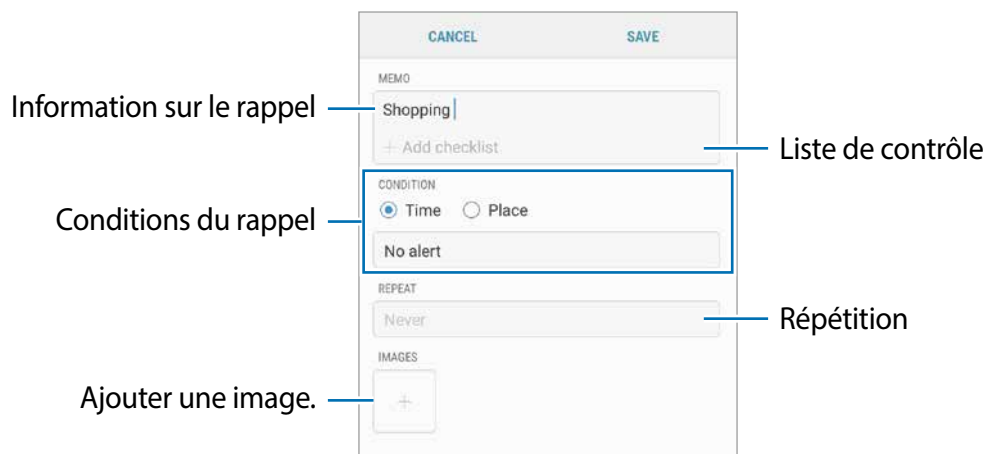 CANCEL SAVE
MEMO
Information sur le rappel
Shopping
+ Add checklist
Liste de contrôle
CONDITION
Time Place
Conditions du rappel
No alert
REPEAT
Never
Répétition
IMAGES
Ajouter une image.
+